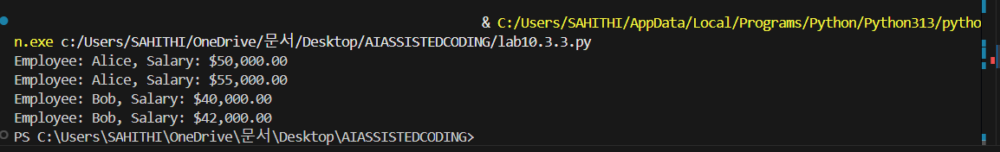 & C:/Users/SAHITHI/AppData/Local/Programs/Python/Python313/pytho
n.exe c:/Users/SAHITHI/OneDrive/문서/Desktop/AIASSISTEDCODING/lab10.3.3.py
Employee: Alice, Salary: $50,000.00
Employee: Alice, Salary: $55,000.00
Employee: Bob, Salary: $40,000.00
Employee: Bob, Salary: $42,000.00
PS C:\Users\SAHITHI\OneDrive\문서\Desktop\AIASSISTEDCODING>